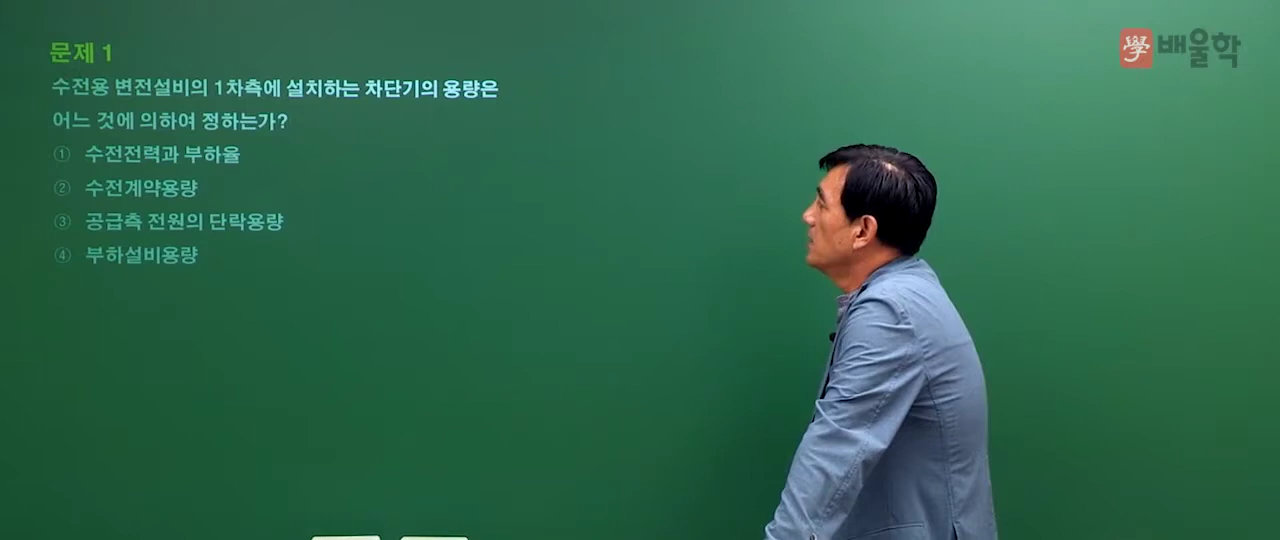 문제 1
學 배울학
수전용 변전설비의 1차측에 설치하는 차단기의 용량은
어느 것에 의하여 정하는가?
① 수전전력과 부하율
② 수전계약용량
③ 공급측 전원의 단락용량
④ 부하설비용량